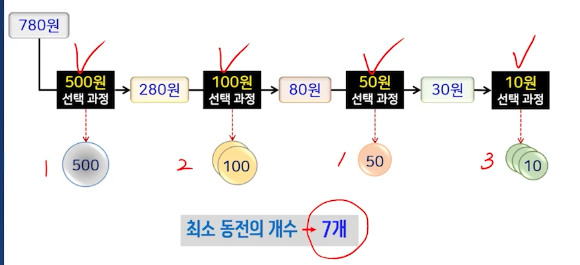 780원
500원
선택 과정
280원
100원
선택 과정
80원
50원
선택 과정
30원
10원
선택 과정
1 500
2 100
1 50
3 10
최소 동전의 개수 → 7개